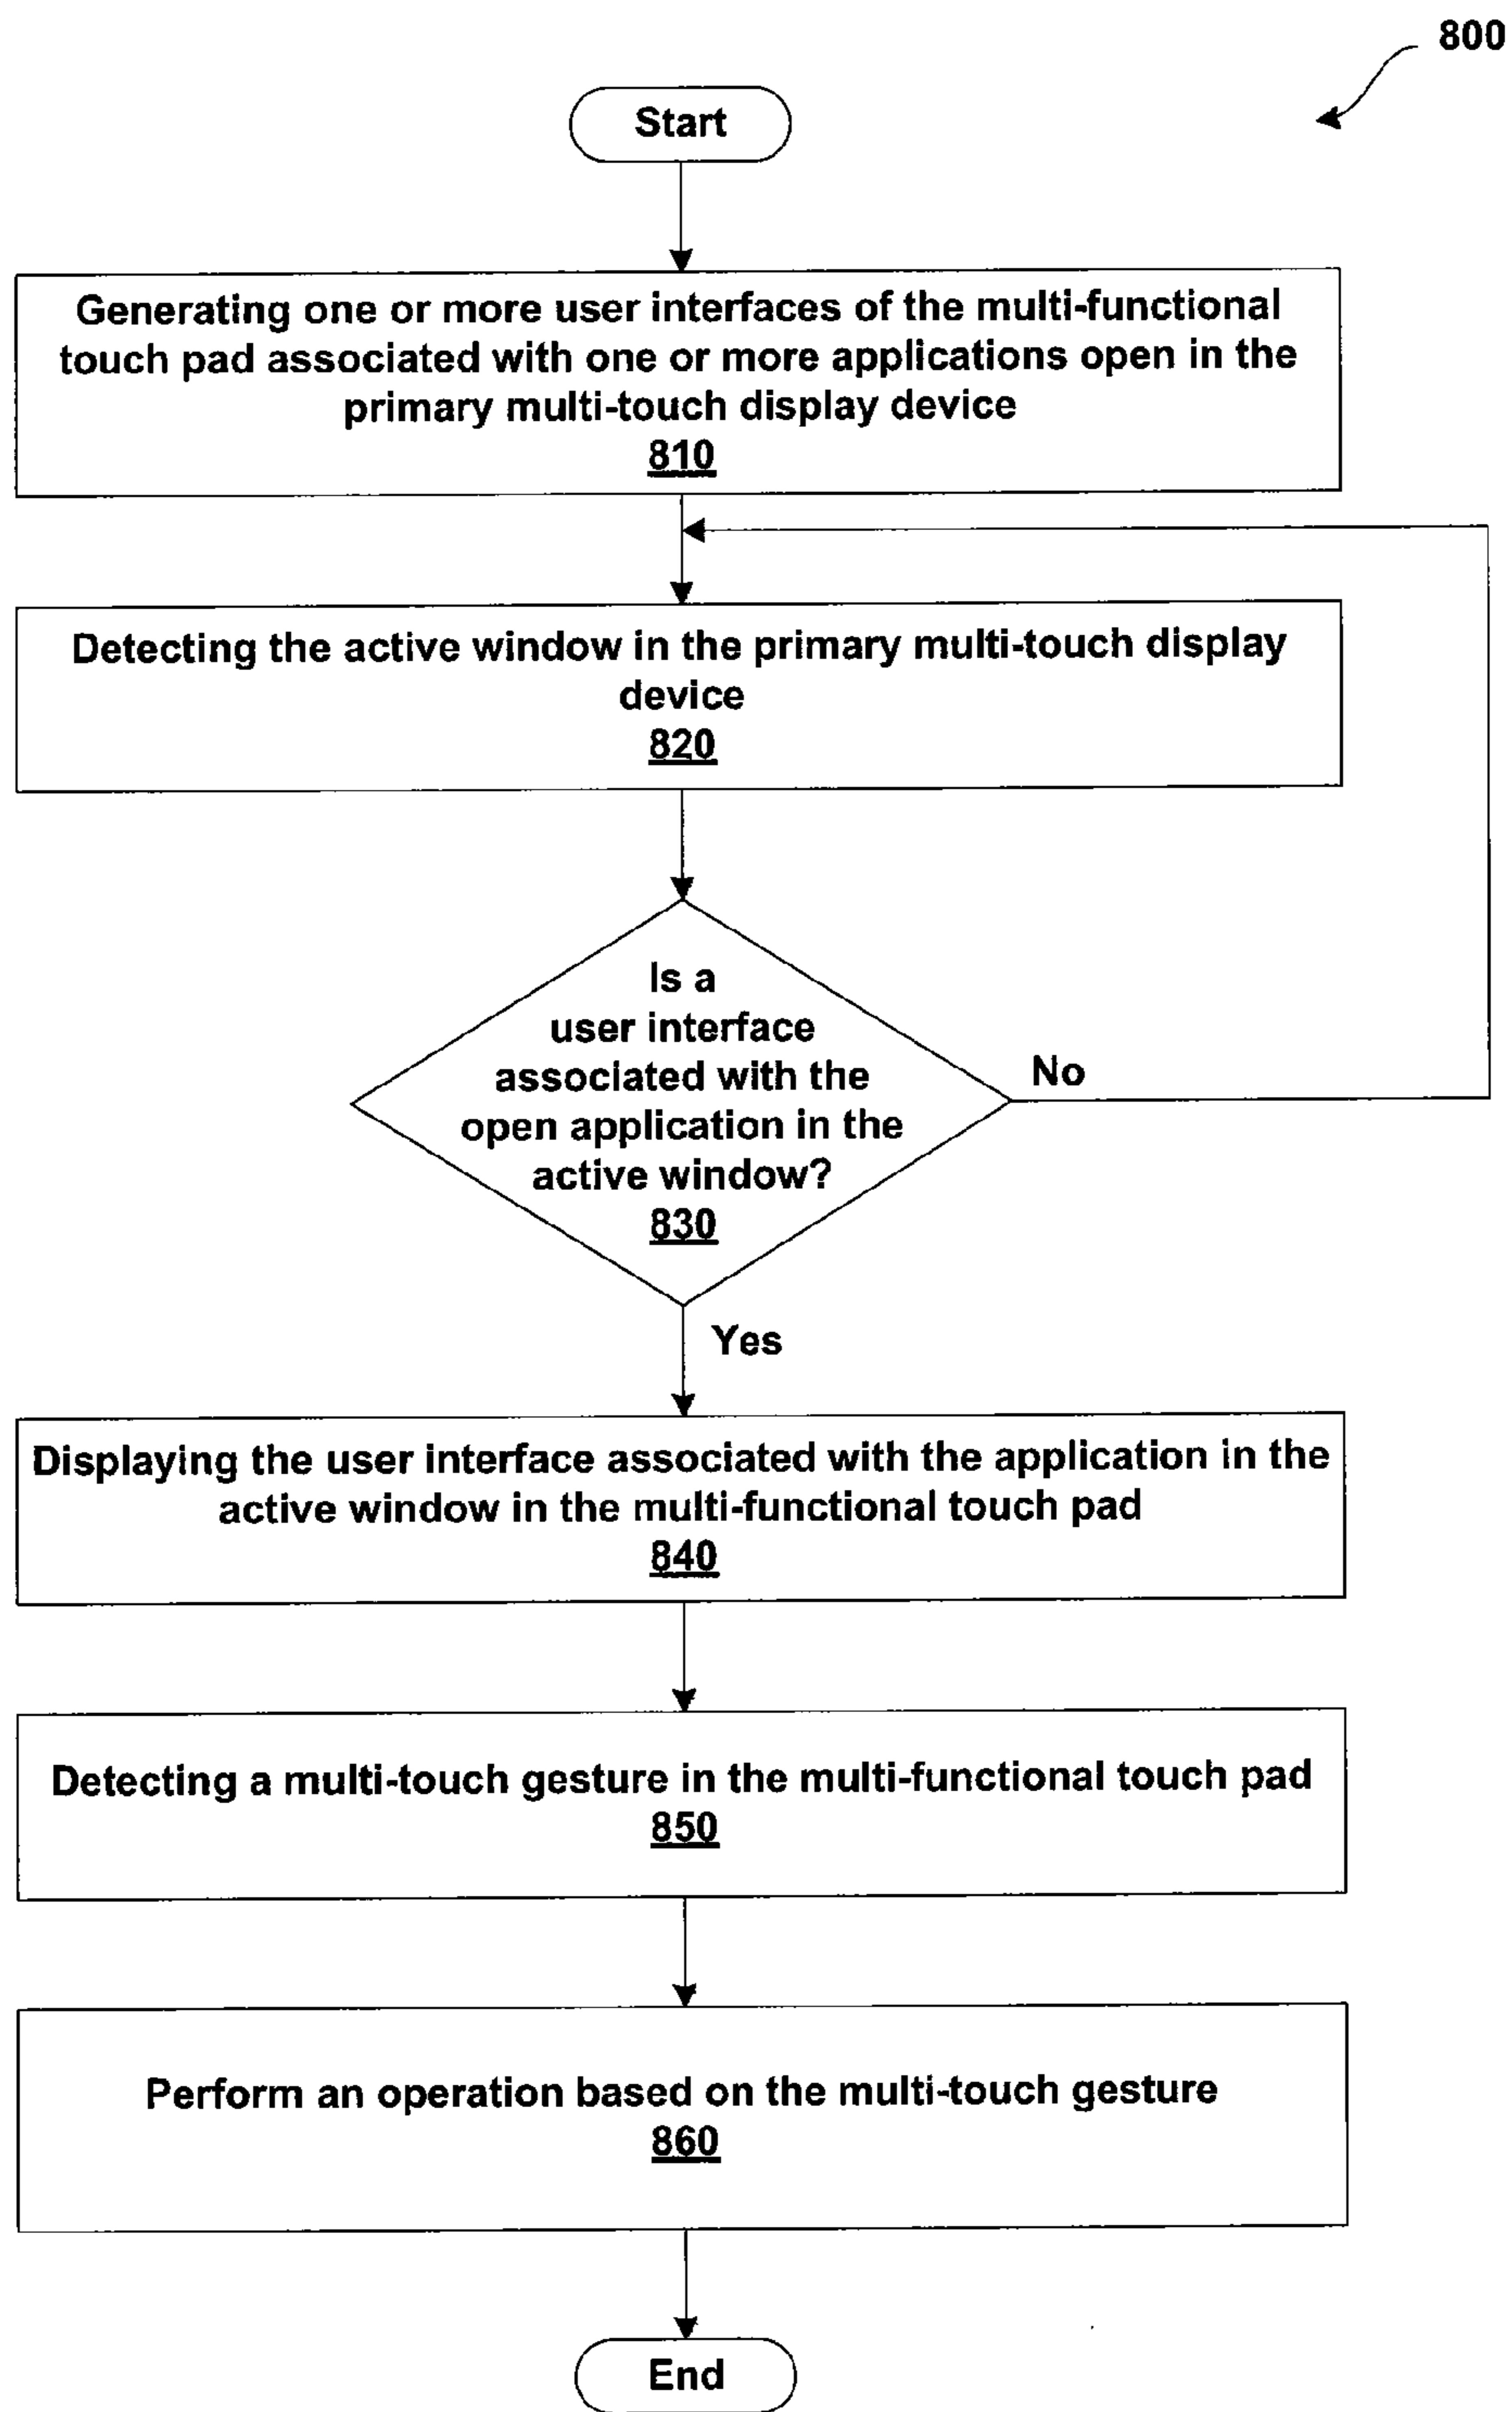 800
Start
Generating one or more user interfaces of the multi-functional
touch pad associated with one or more applications open in the
primary multi-touch display device
810
Detecting the active window in the primary multi-touch display
device
820
Is a
user interface
associated with the
open application in the
active window?
830
No
Yes
Displaying the user interface associated with the application in the
active window in the multi-functional touch pad
840
Detecting a multi-touch gesture in the multi-functional touch pad
850
Perform an operation based on the multi-touch gesture
860
End